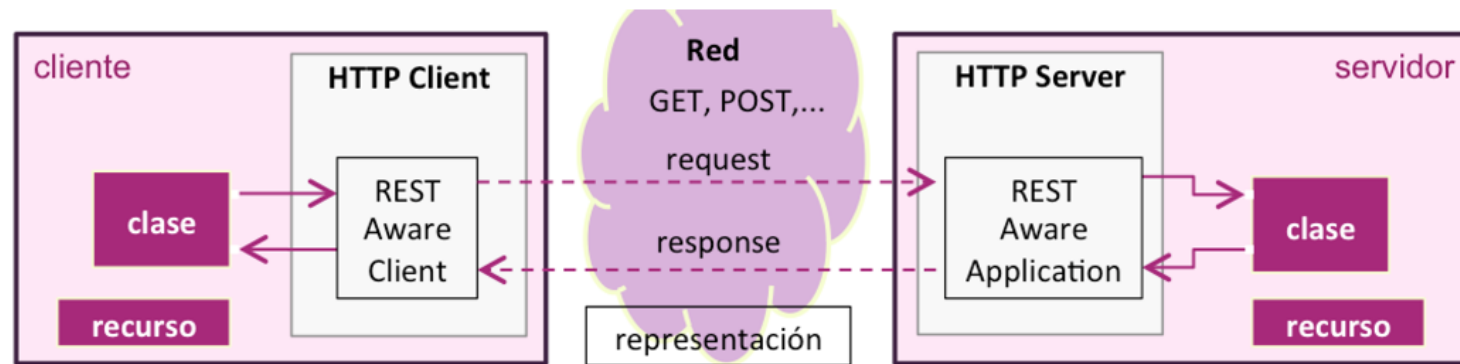 cliente
HTTP Client
clase
REST
Aware
Client
recurso
Red
GET, POST,...
request
response
representación
servidor
HTTP Server
REST
Aware
Application
clase
recurso